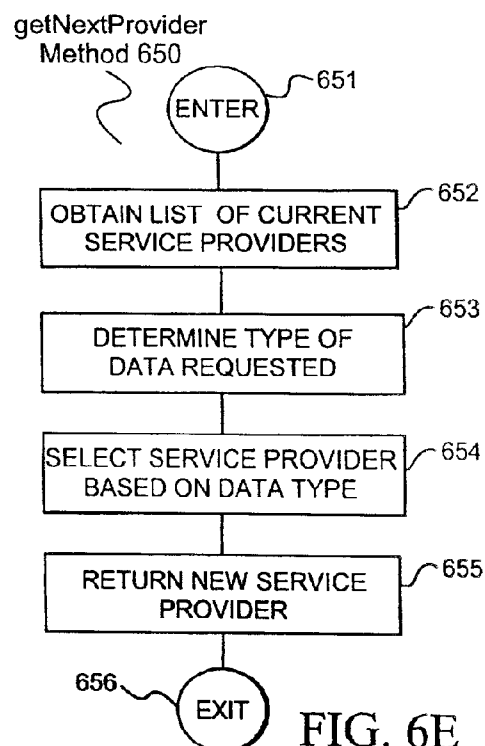 getNextProvider
Method 650
651
ENTER
652
OBTAIN LIST OF CURRENT
SERVICE PROVIDERS
653
DETERMINE TYPE OF
DATA REQUESTED
654
SELECT SERVICE PROVIDER
BASED ON DATA TYPE
655
RETURN NEW SERVICE
PROVIDER
656
EXIT
FIG. 6E